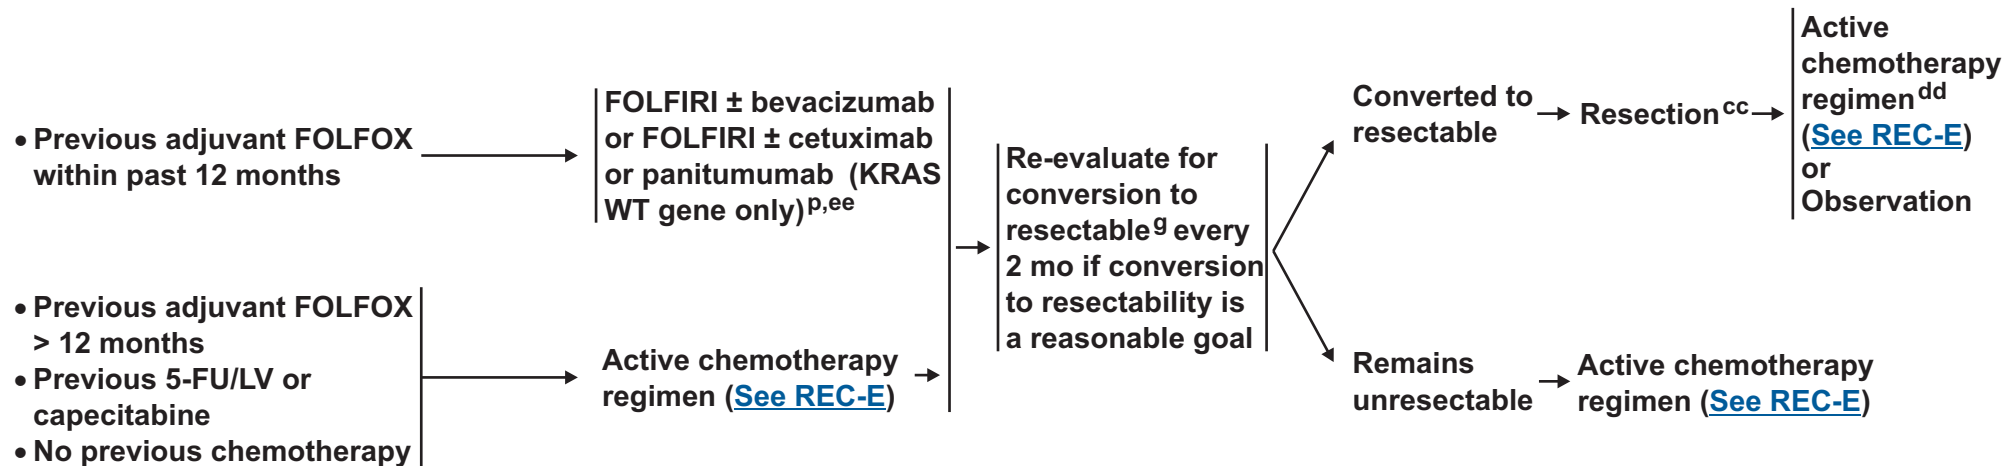 • Previous adjuvant FOLFOX
within past 12 months
FOLFIRI ± bevacizumab
or FOLFIRI ± cetuximab
or panitumumab (KRAS
WT gene only)p,ee
• Previous adjuvant FOLFOX
> 12 months
• Previous 5-FU/LV or
capecitabine
• No previous chemotherapy
Active chemotherapy
regimen (See REC-E)
Re-evaluate for
conversion to
resectableg every
2 mo if conversion
to resectability is
a reasonable goal
Converted to
resectable
Resectioncc
Active
chemotherapy
regimendd
(See REC-E)
or
Observation
Remains
unresectable
Active chemotherapy
regimen (See REC-E)